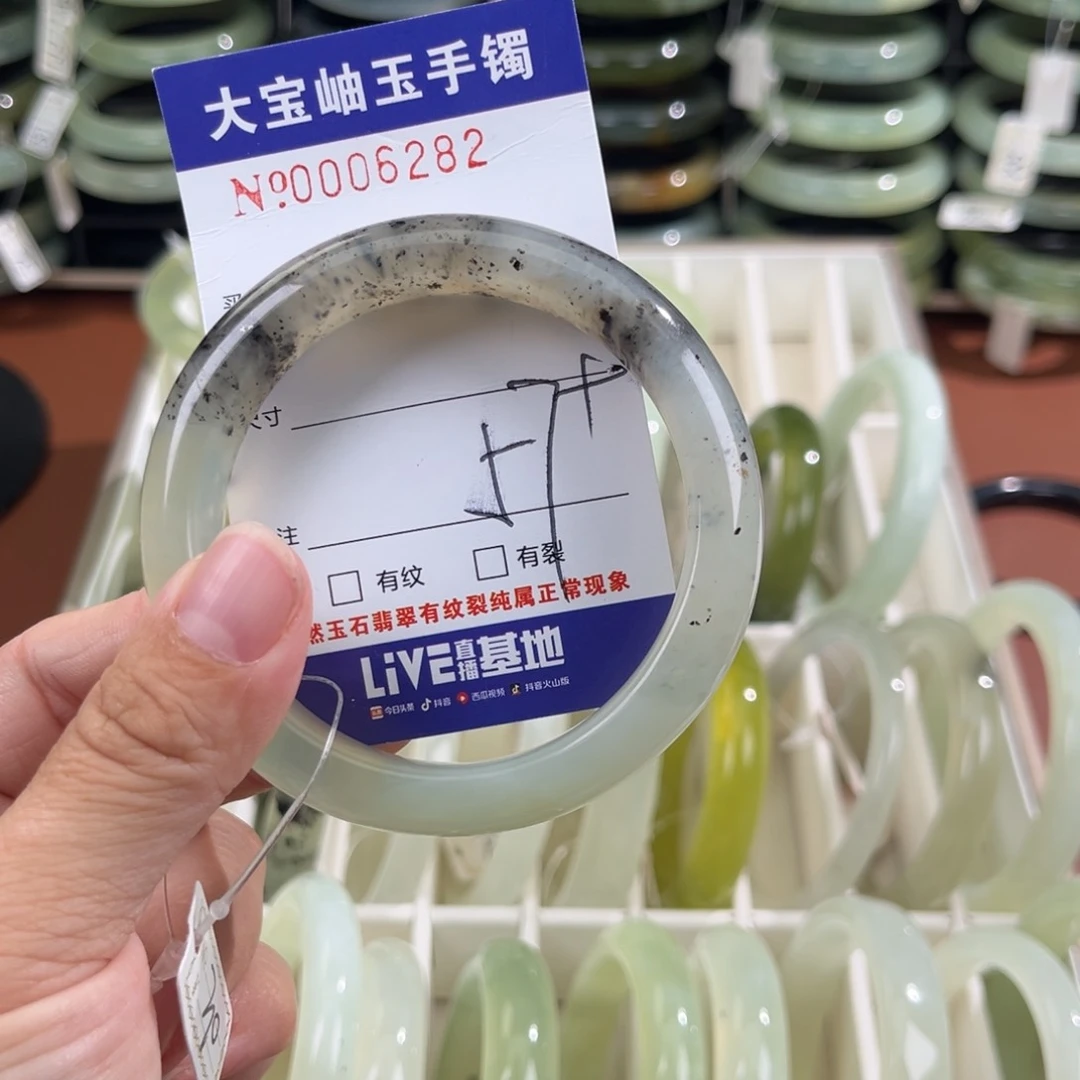 大宝岫玉手镯
Nº0006282
尺寸
注
有纹
有裂
然玉石翡翠有纹裂纯属正常现象
LiVE直播基地
今日头条 抖音 西瓜视频 抖音火山版